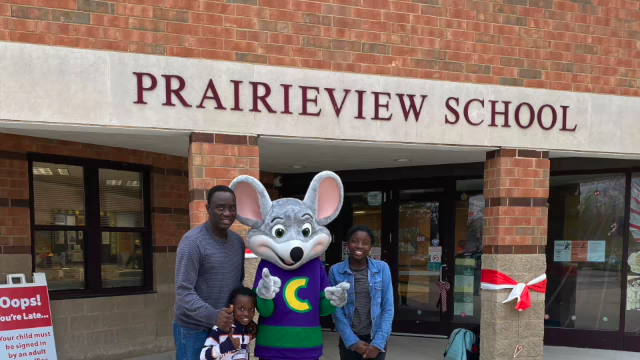 PRAIRIEVIEW SCHOOL
C
Oops!
You're Late...
Your child must
be signed in
by an adult